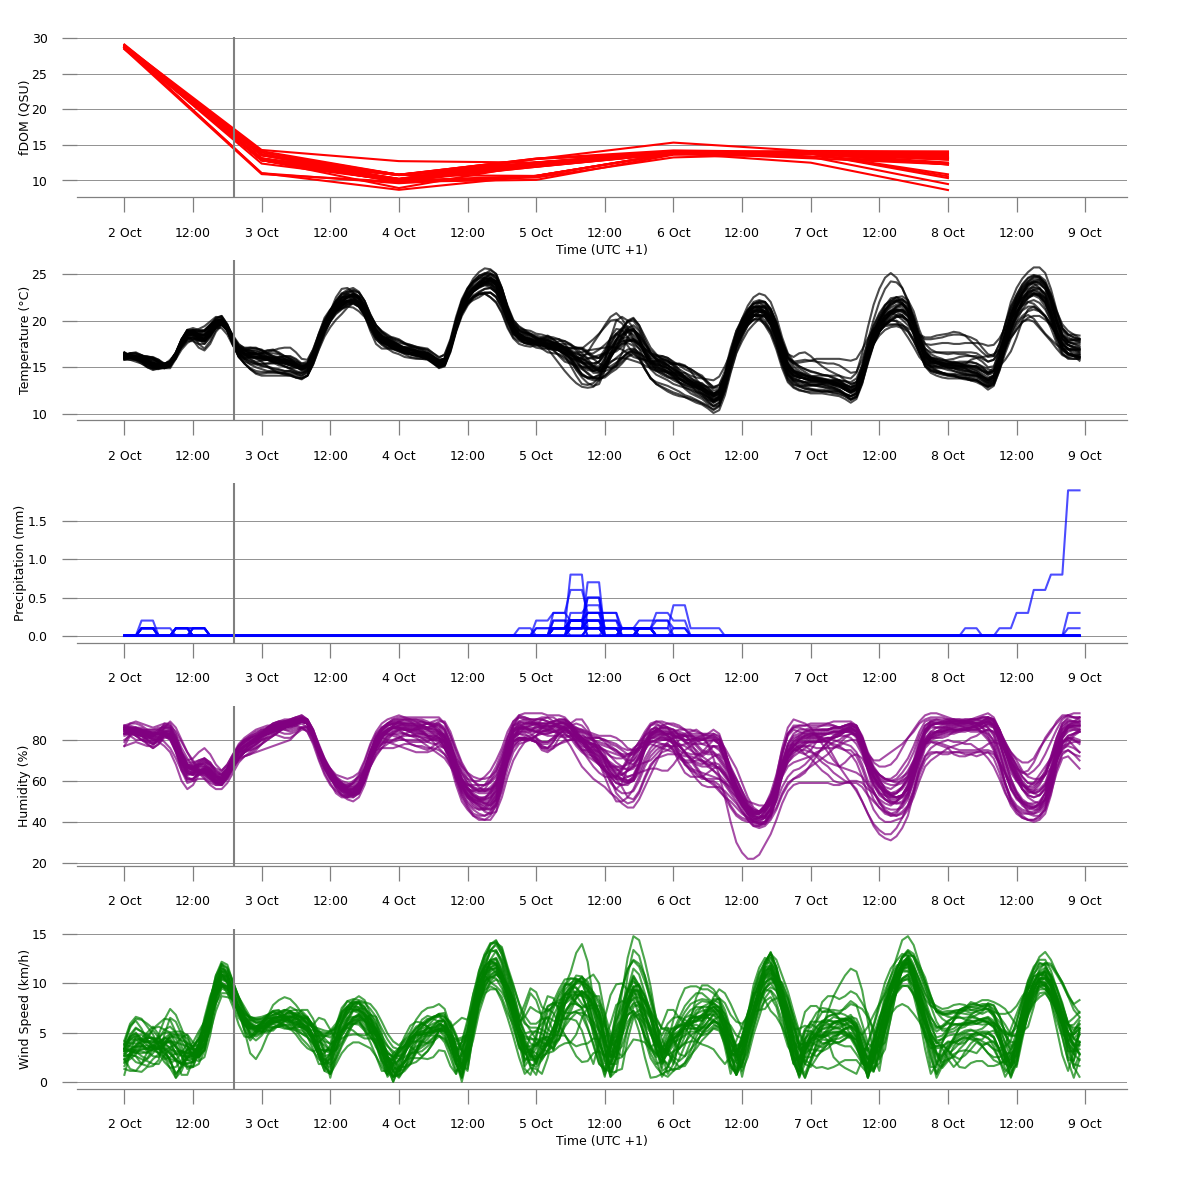 30
25
20
15
10
fDOM (QSU)
2 Oct 12:00 3 Oct 12:00 4 Oct 12:00 5 Oct 12:00 6 Oct 12:00 7 Oct 12:00 8 Oct 12:00 9 Oct
Time (UTC +1)
25
20
15
10
Temperature (°C)
2 Oct 12:00 3 Oct 12:00 4 Oct 12:00 5 Oct 12:00 6 Oct 12:00 7 Oct 12:00 8 Oct 12:00 9 Oct
1.5
1.0
0.5
0.0
Precipitation (mm)
2 Oct 12:00 3 Oct 12:00 4 Oct 12:00 5 Oct 12:00 6 Oct 12:00 7 Oct 12:00 8 Oct 12:00 9 Oct
80
60
40
20
Humidity (%)
2 Oct 12:00 3 Oct 12:00 4 Oct 12:00 5 Oct 12:00 6 Oct 12:00 7 Oct 12:00 8 Oct 12:00 9 Oct
15
10
5
0
Wind Speed (km/h)
2 Oct 12:00 3 Oct 12:00 4 Oct 12:00 5 Oct 12:00 6 Oct 12:00 7 Oct 12:00 8 Oct 12:00 9 Oct
Time (UTC +1)